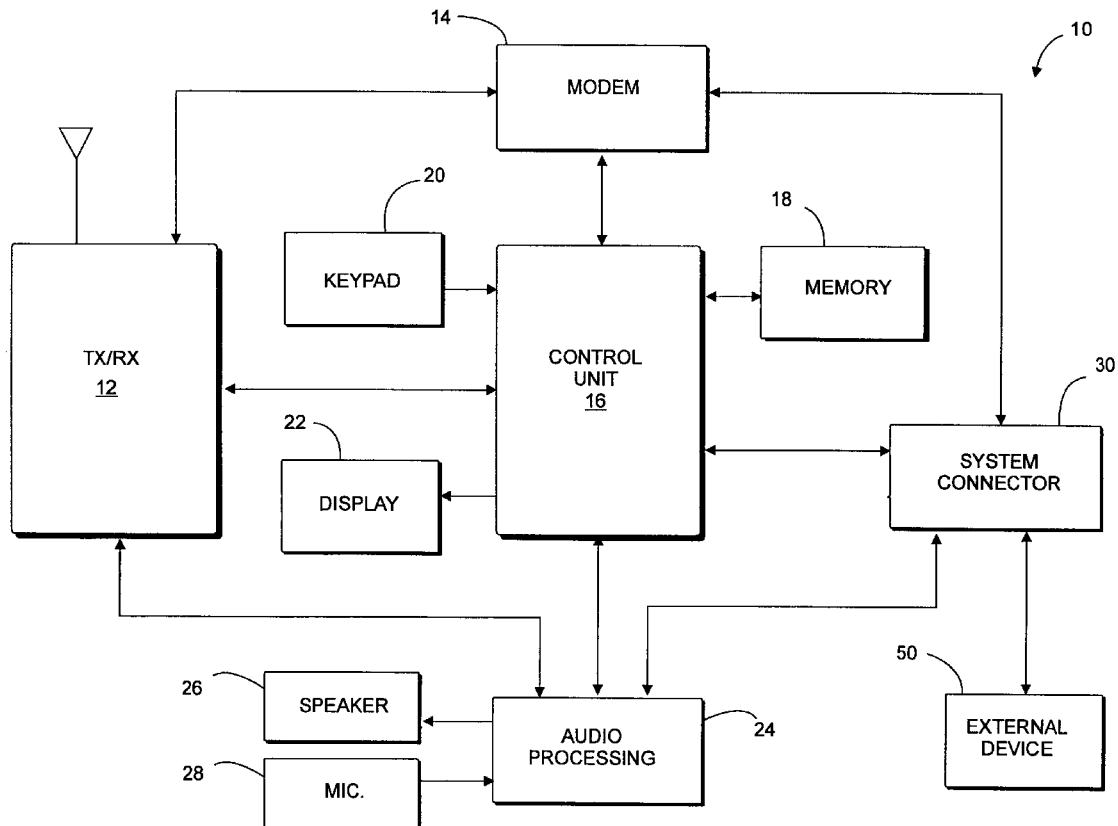 14
10
MODEM
20
18
KEYPAD
MEMORY
TX/RX
12
CONTROL
UNIT
16
30
22
SYSTEM
CONNECTOR
DISPLAY
50
26
SPEAKER
24
AUDIO
PROCESSING
EXTERNAL
DEVICE
28
MIC.